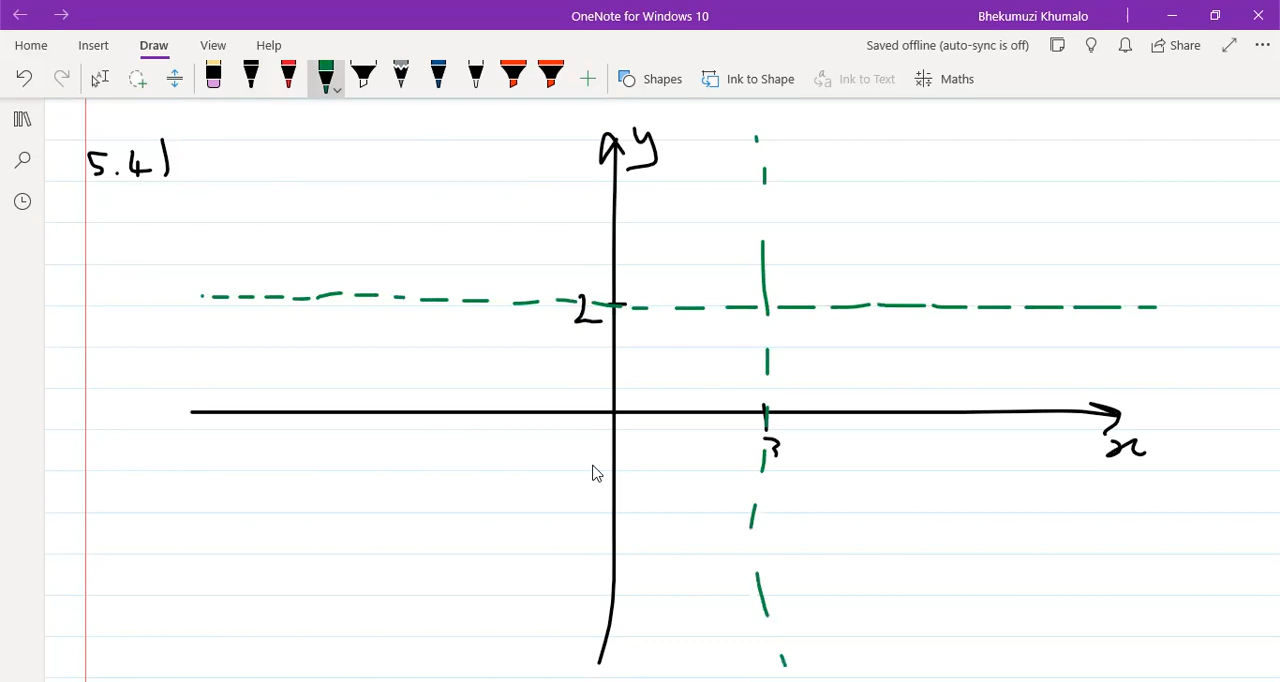 OneNote for Windows 10
Bhekumuzi Khumalo
Home Insert Draw View Help
Saved offline (auto-sync is off)
Share
Shapes
Ink to Shape
Ink to Text
Maths
5.4)
y
2
3
x